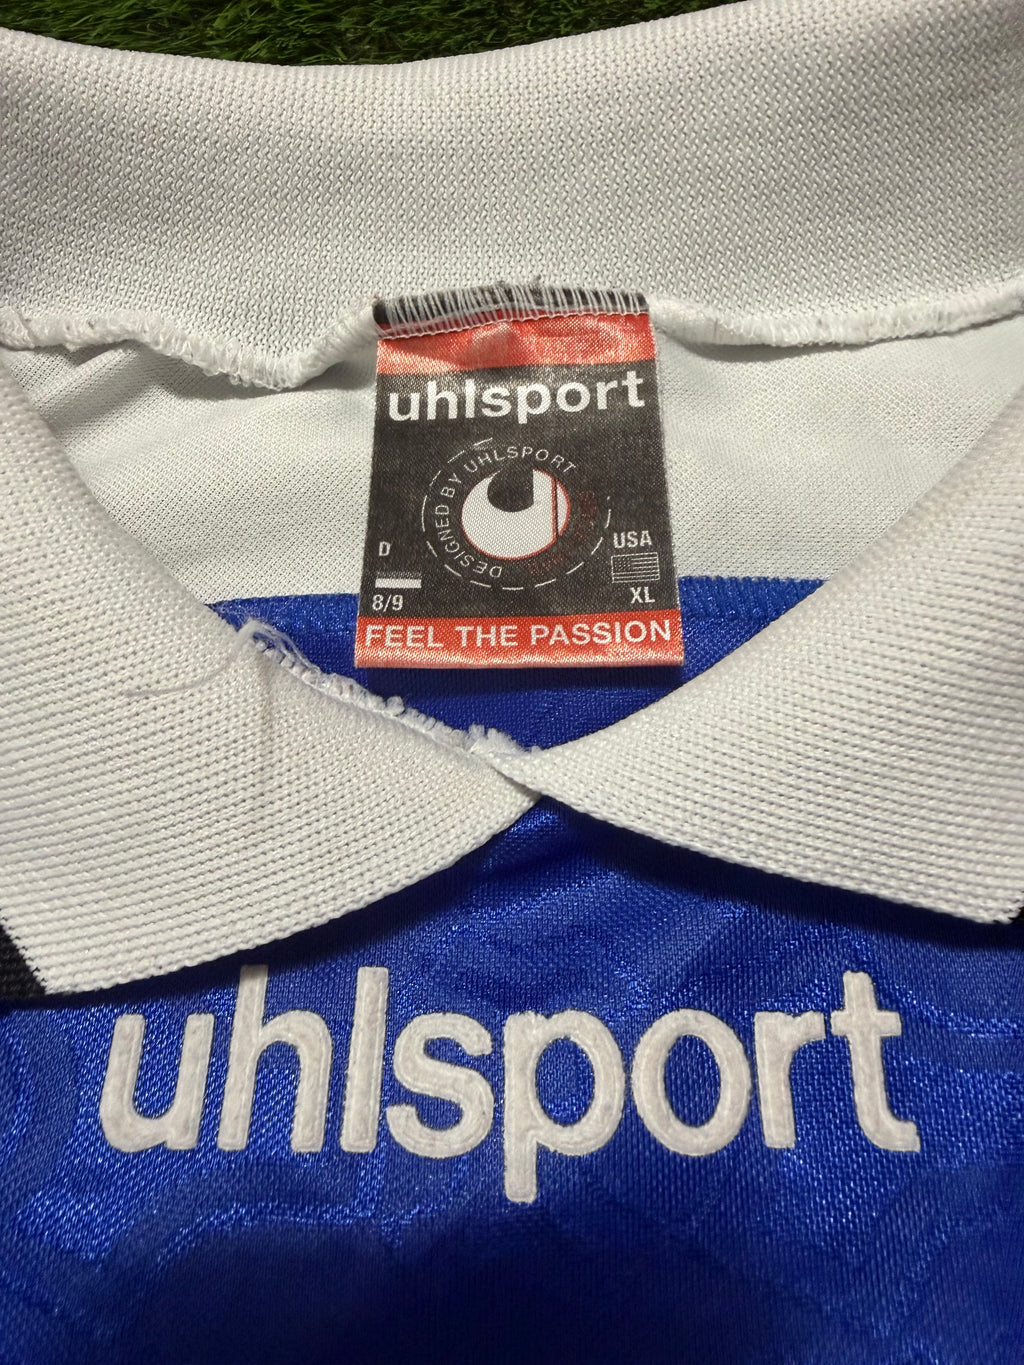 uhlsport
DESIGNED BY UHLSPORT
D
USA
8/9
XL
FEEL THE PASSION
uhlsport